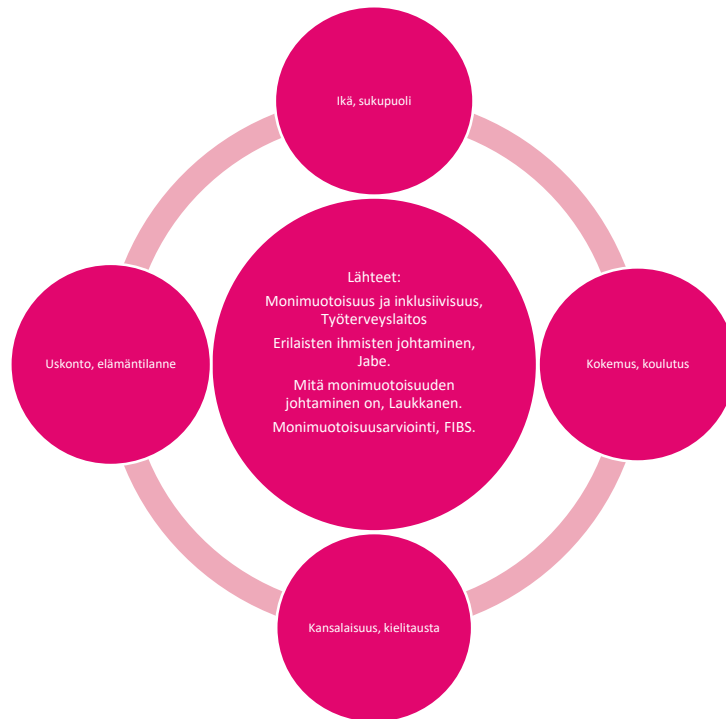 Ikä, sukupuoli
Lähteet:
Monimuotoisuus ja inklusiivisuus,
Työterveyslaitos
Erilaisten ihmisten johtaminen,
Jabe.
Mitä monimuotoisuuden
johtaminen on, Laukkanen.
Monimuotoisuusarviointi, FIBS.
Uskonto, elämäntilanne
Kokemus, koulutus
Kansalaisuus, kielitausta